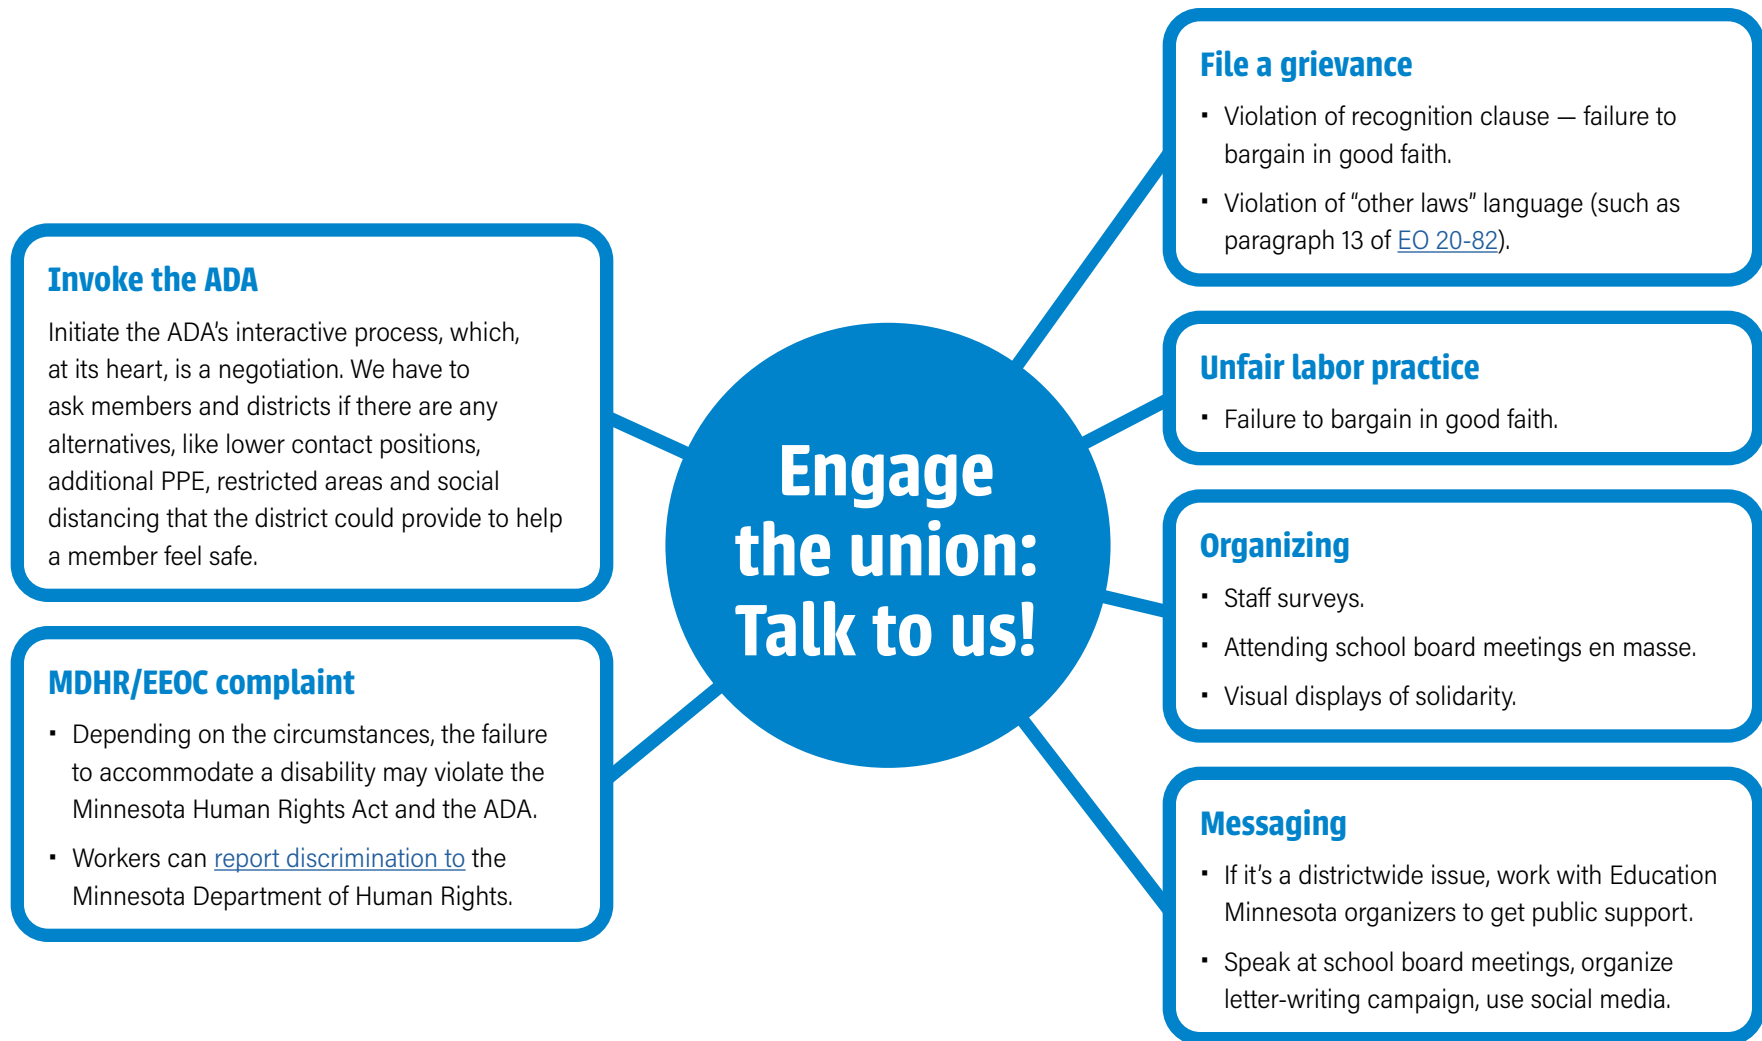 Invoke the ADA
Initiate the ADA's interactive process, which,
at its heart, is a negotiation. We have to
ask members and districts if there are any
alternatives, like lower contact positions,
additional PPE, restricted areas and social
distancing that the district could provide to help
a member feel safe.
MDHR/EEOC complaint
▪ Depending on the circumstances, the failure
to accommodate a disability may violate the
Minnesota Human Rights Act and the ADA.
▪ Workers can report discrimination to the
Minnesota Department of Human Rights.
Engage
the union:
Talk to us!
File a grievance
▪ Violation of recognition clause — failure to
bargain in good faith.
▪ Violation of “other laws” language (such as
paragraph 13 of EO 20-82).
Unfair labor practice
▪ Failure to bargain in good faith.
Organizing
▪ Staff surveys.
▪ Attending school board meetings en masse.
▪ Visual displays of solidarity.
Messaging
▪ If it's a districtwide issue, work with Education
Minnesota organizers to get public support.
▪ Speak at school board meetings, organize
letter-writing campaign, use social media.